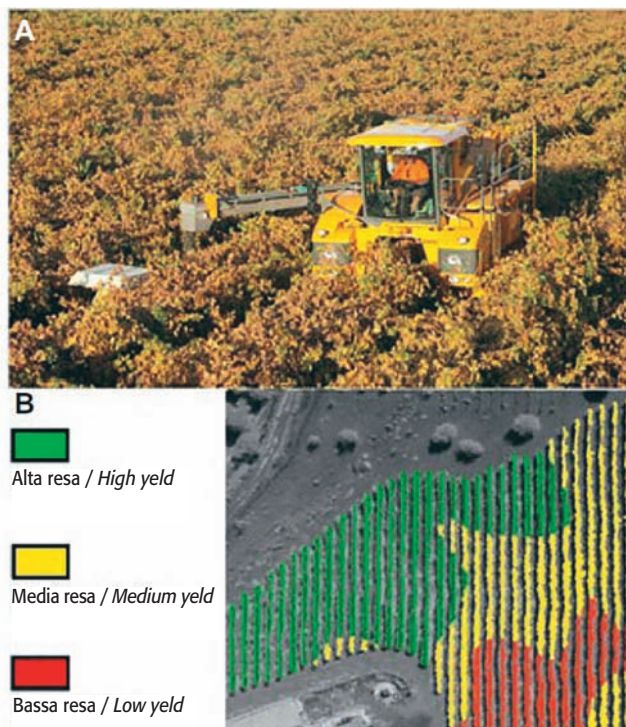 A
B
Alta resa / High yeld
Media resa / Medium yeld
Bassa resa / Low yeld